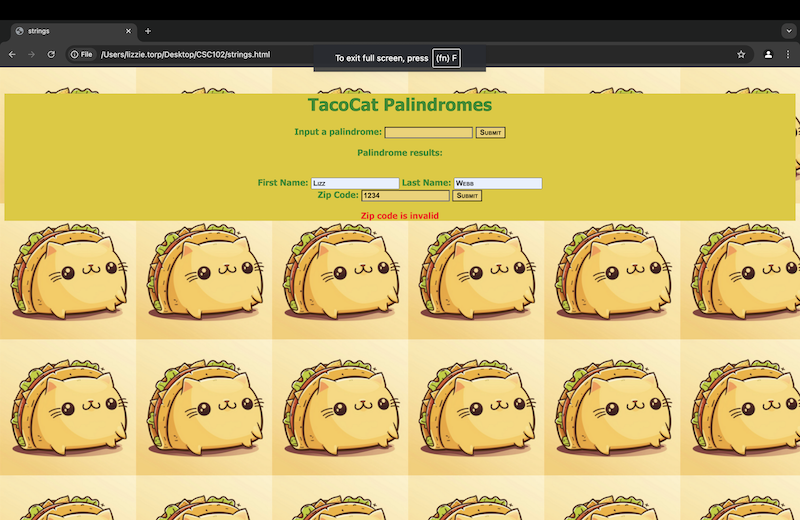 strings
File /Users/lizzie.torp/Desktop/CSC102/strings.html
To exit full screen, press (fn) F
TacoCat Palindromes
Input a palindrome: Submit
Palindrome results:
First Name: Lizz Last Name: Webb
Zip Code: 1234 Submit
Zip code is invalid